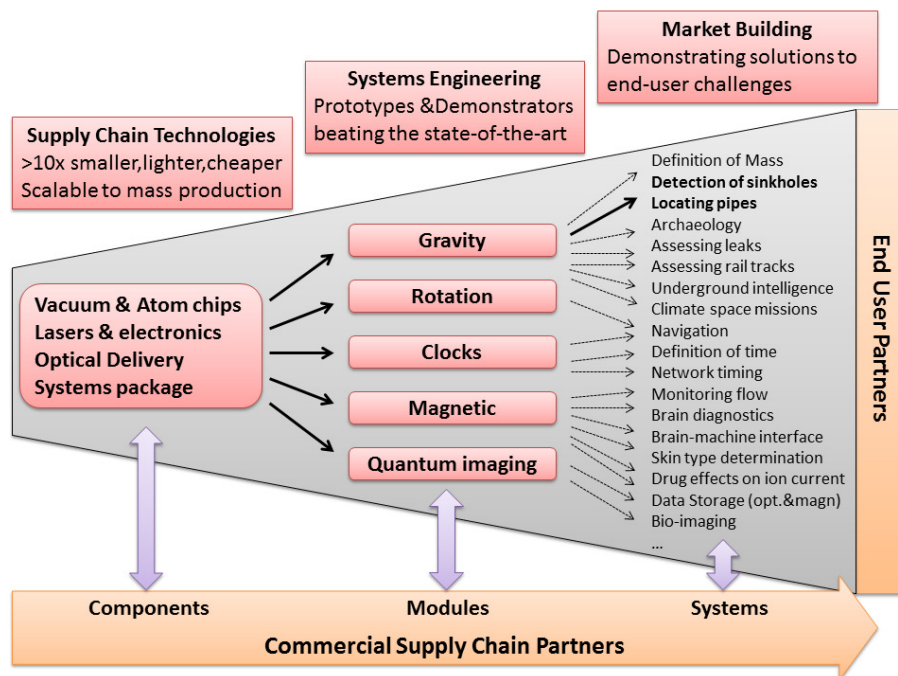 Market Building
Demonstrating solutions to
end-user challenges
Systems Engineering
Prototypes &Demonstrators
beating the state-of-the-art
Supply Chain Technologies
>10x smaller,lighter,cheaper
Scalable to mass production
Vacuum & Atom chips
Lasers & electronics
Optical Delivery
Systems package
Gravity
Rotation
Clocks
Magnetic
Quantum imaging
Definition of Mass
Detection of sinkholes
Locating pipes
Archaeology
Assessing leaks
Assessing rail tracks
Underground intelligence
Climate space missions
Navigation
Definition of time
Network timing
Monitoring flow
Brain diagnostics
Brain-machine interface
Skin type determination
Drug effects on ion current
Data Storage (opt.&magn)
Bio-imaging
...
End User Partners
Components
Modules
Systems
Commercial Supply Chain Partners